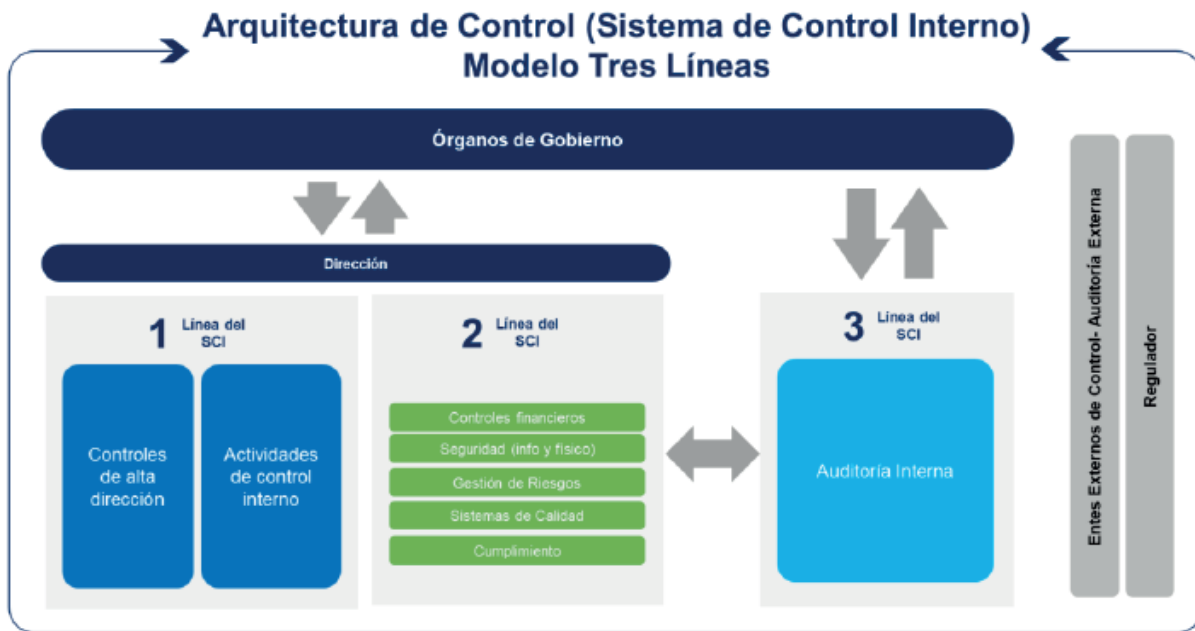 Arquitectura de Control (Sistema de Control Interno)
Modelo Tres Líneas
Órganos de Gobierno
Dirección
1 Línea del
SCI
Controles
de alta
dirección
Actividades
de control
interno
2 Línea del
SCI
Controles financieros
Seguridad (info y físico)
Gestión de Riesgos
Sistemas de Calidad
Cumplimiento
3 Línea del
SCI
Auditoría Interna
Entes Externos de Control- Auditoría Externa
Regulador